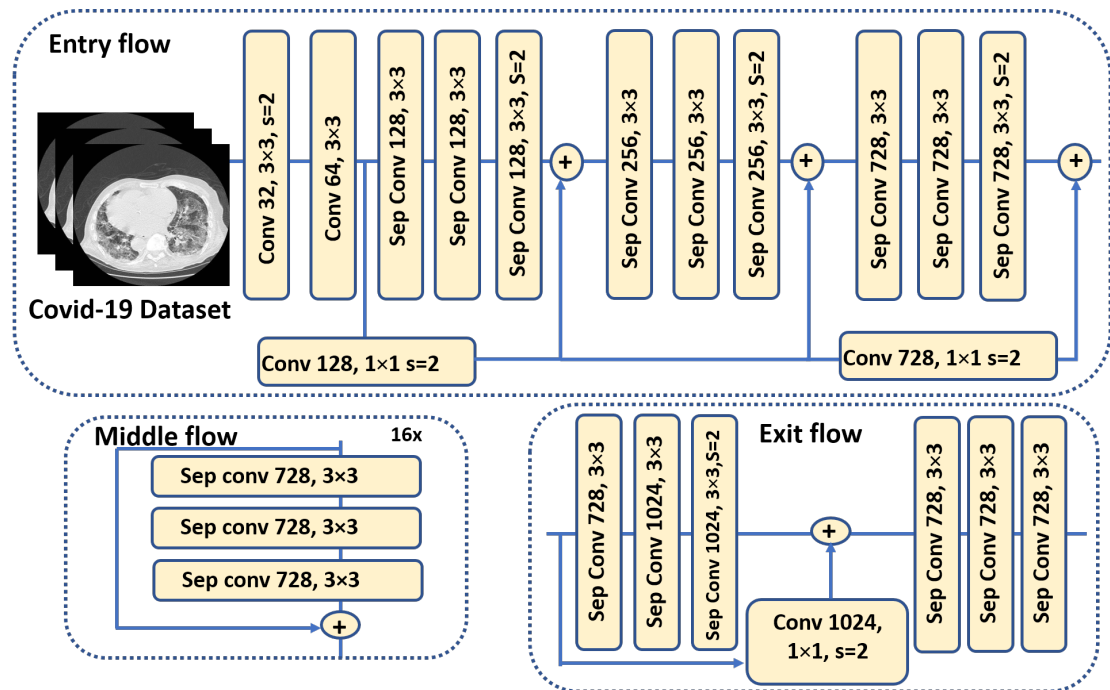 Entry flow
Conv 32, 3×3, s=2
Conv 64, 3×3
Sep Conv 128, 3×3
Sep Conv 128, 3×3
Sep Conv 128, 3×3, S=2
+
Sep Conv 256, 3×3
Sep Conv 256, 3×3
Sep Conv 256, 3×3, S=2
+
Sep Conv 728, 3×3
Sep Conv 728, 3×3
Sep Conv 728, 3×3, S=2
+
Covid-19 Dataset
Conv 128, 1×1 s=2
Conv 728, 1×1 s=2
Middle flow
16x
Sep conv 728, 3×3
Sep conv 728, 3×3
Sep conv 728, 3×3
+
Exit flow
Sep Conv 728, 3×3
Sep Conv 1024, 3×3
Sep Conv 1024, 3×3,S=2
+
Conv 1024,
1×1, s=2
Sep Conv 728, 3×3
Sep Conv 728, 3×3
Sep Conv 728, 3×3